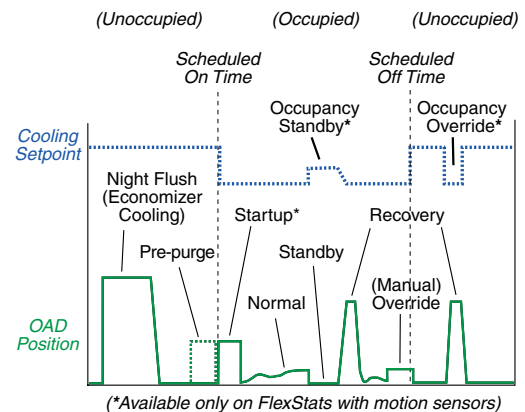 (Unoccupied) (Occupied) (Unoccupied)
Scheduled
On Time
Scheduled
Off Time
Cooling
Setpoint
Occupancy
Standby*
Occupancy
Override*
Night Flush
(Economizer
Cooling)
Pre-purge
Startup*
Normal
Standby
Recovery
(Manual)
Override
OAD
Position
(*Available only on FlexStats with motion sensors)